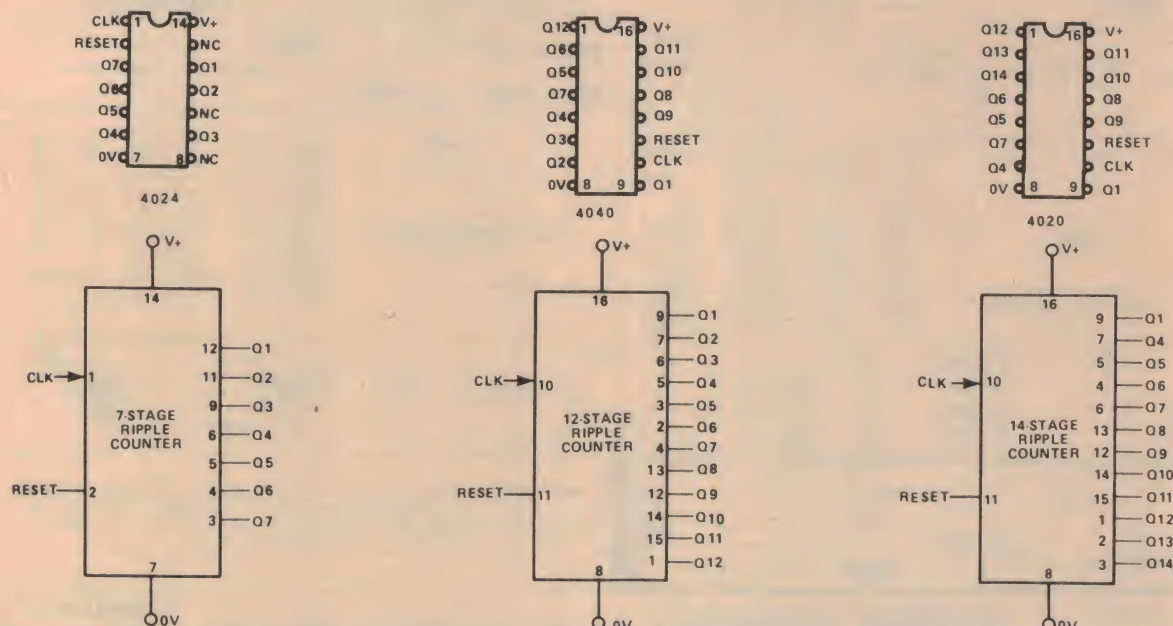 CLK 1 14 V+
RESET NC
Q7 Q1
Q6 Q2
Q5 NC
Q4 Q3
0V 7 8 NC
4024
Q12 1 16 V+
Q6 Q11
Q5 Q10
Q7 Q8
Q4 Q9
Q3 RESET
Q2 CLK
0V 8 9 Q1
4040
Q12 1 16 V+
Q13 Q11
Q14 Q10
Q6 Q8
Q5 Q9
Q7 RESET
Q4 CLK
0V 8 9 Q1
4020
V+
14
12 Q1
CLK 1 11 Q2
9 Q3
7-STAGE
RIPPLE
COUNTER
6 Q4
5 Q5
RESET 2 4 Q6
3 Q7
7
0V
V+
16
9 Q1
7 Q2
6 Q3
CLK 10 5 Q4
3 Q5
12-STAGE
RIPPLE
COUNTER
2 Q6
4 Q7
13 Q8
RESET 11 12 Q9
14 Q10
15 Q11
1 Q12
8
0V
V+
16
9 Q1
7 Q4
5 Q5
CLK 10 4 Q6
6 Q7
14-STAGE
RIPPLE
COUNTER
13 Q8
12 Q9
14 Q10
RESET 11 15 Q11
1 Q12
2 Q13
3 Q14
8
0V